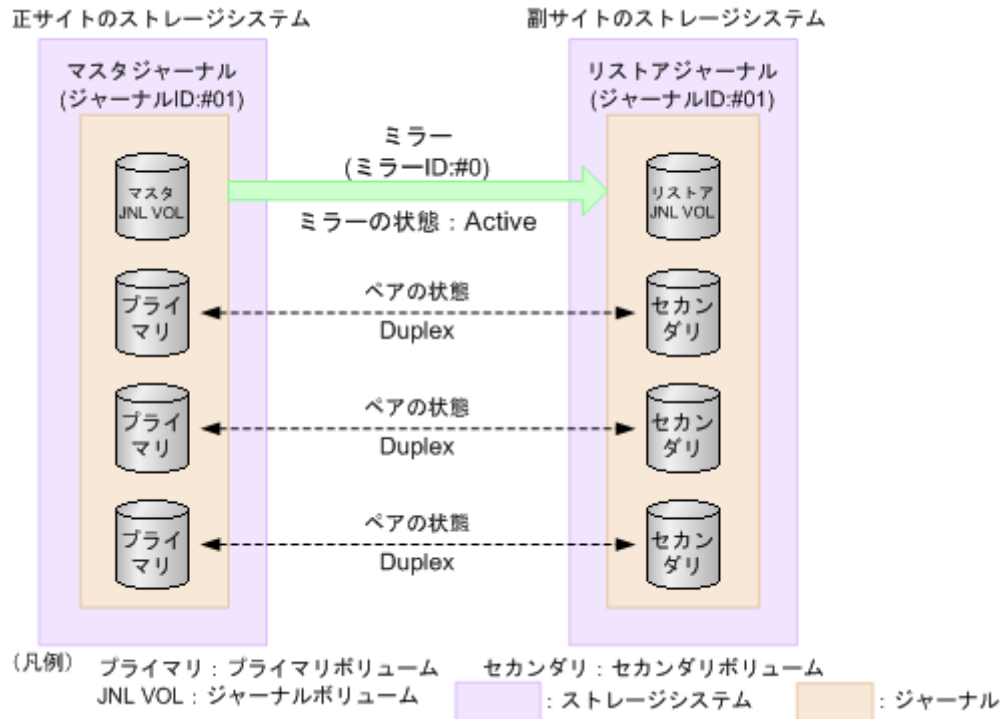 正サイトのストレージシステム
副サイトのストレージシステム
マスタジャーナル
(ジャーナルID:#01)
リストアジャーナル
(ジャーナルID:#01)
ミラー
(ミラーID:#0)
ミラーの状態：Active
マスタ
JNL VOL
リストア
JNL VOL
プライ
マリ
ペアの状態
Duplex
セカン
ダリ
プライ
マリ
ペアの状態
Duplex
セカン
ダリ
プライ
マリ
ペアの状態
Duplex
セカン
ダリ
(凡例)
プライマリ：プライマリボリューム
セカンダリ：セカンダリボリューム
JNL VOL：ジャーナルボリューム
：ストレージシステム
：ジャーナル